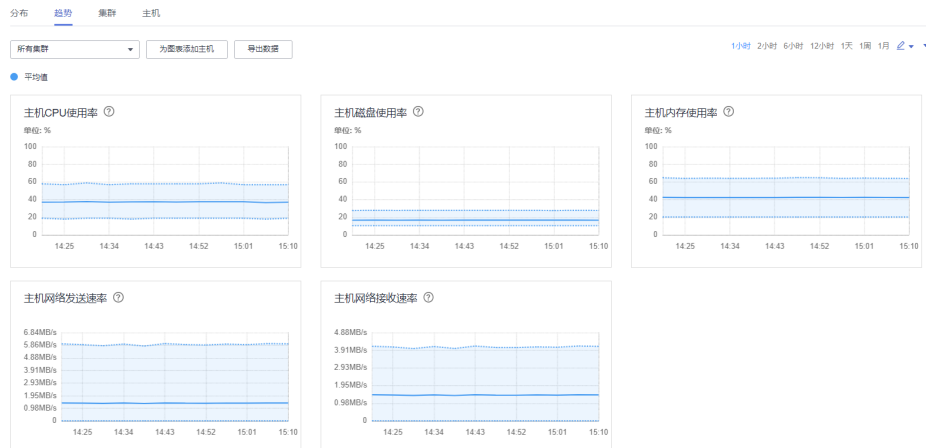 分布 趋势 集群 主机
所有集群 为图表添加主机 导出数据 1小时 2小时 6小时 12小时 1天 1周 1月
平均值
主机CPU使用率 ?
单位: %
100
80
60
40
20
0
14:25 14:34 14:43 14:52 15:01 15:10
主机磁盘使用率 ?
单位: %
100
80
60
40
20
0
14:25 14:34 14:43 14:52 15:01 15:10
主机内存使用率 ?
单位: %
100
80
60
40
20
0
14:25 14:34 14:43 14:52 15:01 15:10
主机网络发送速率 ?
6.84MB/s
5.86MB/s
4.88MB/s
3.91MB/s
2.93MB/s
1.95MB/s
0.98MB/s
0
14:25 14:34 14:43 14:52 15:01 15:10
主机网络接收速率 ?
4.88MB/s
3.91MB/s
2.93MB/s
1.95MB/s
0.98MB/s
0
14:25 14:34 14:43 14:52 15:01 15:10